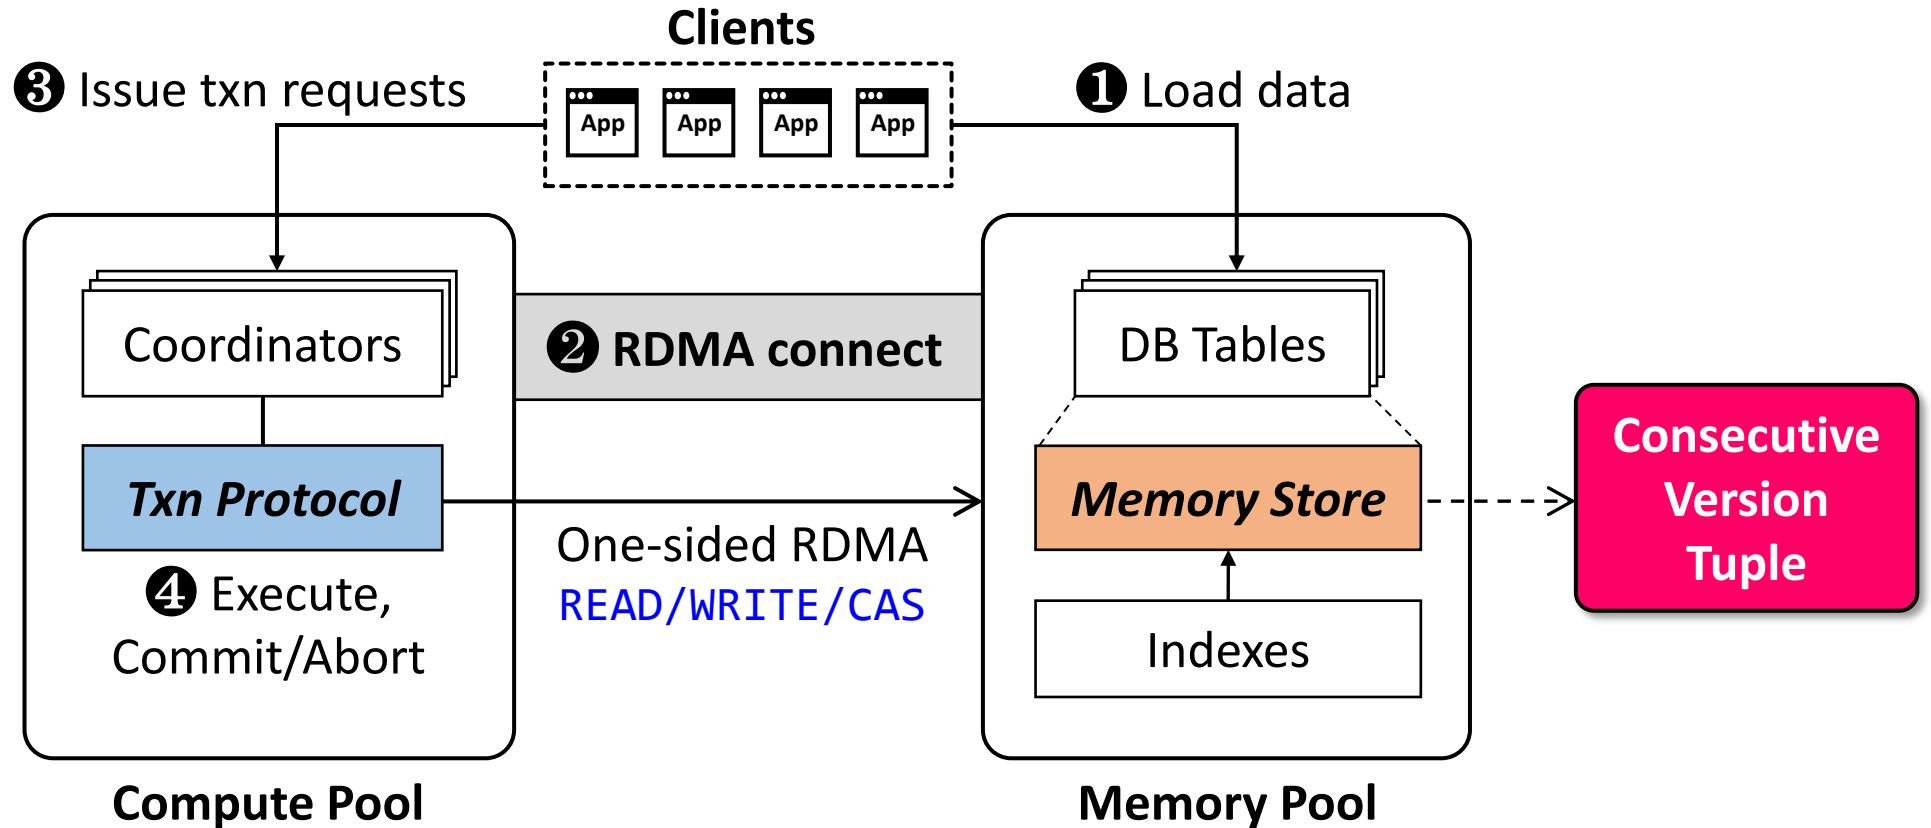 Clients
❸ Issue txn requests
App App App App
❶ Load data
Coordinators
❷ RDMA connect
DB Tables
Txn Protocol
One-sided RDMA
READ/WRITE/CAS
Memory Store
Consecutive
Version
Tuple
❹ Execute,
Commit/Abort
Indexes
Compute Pool
Memory Pool